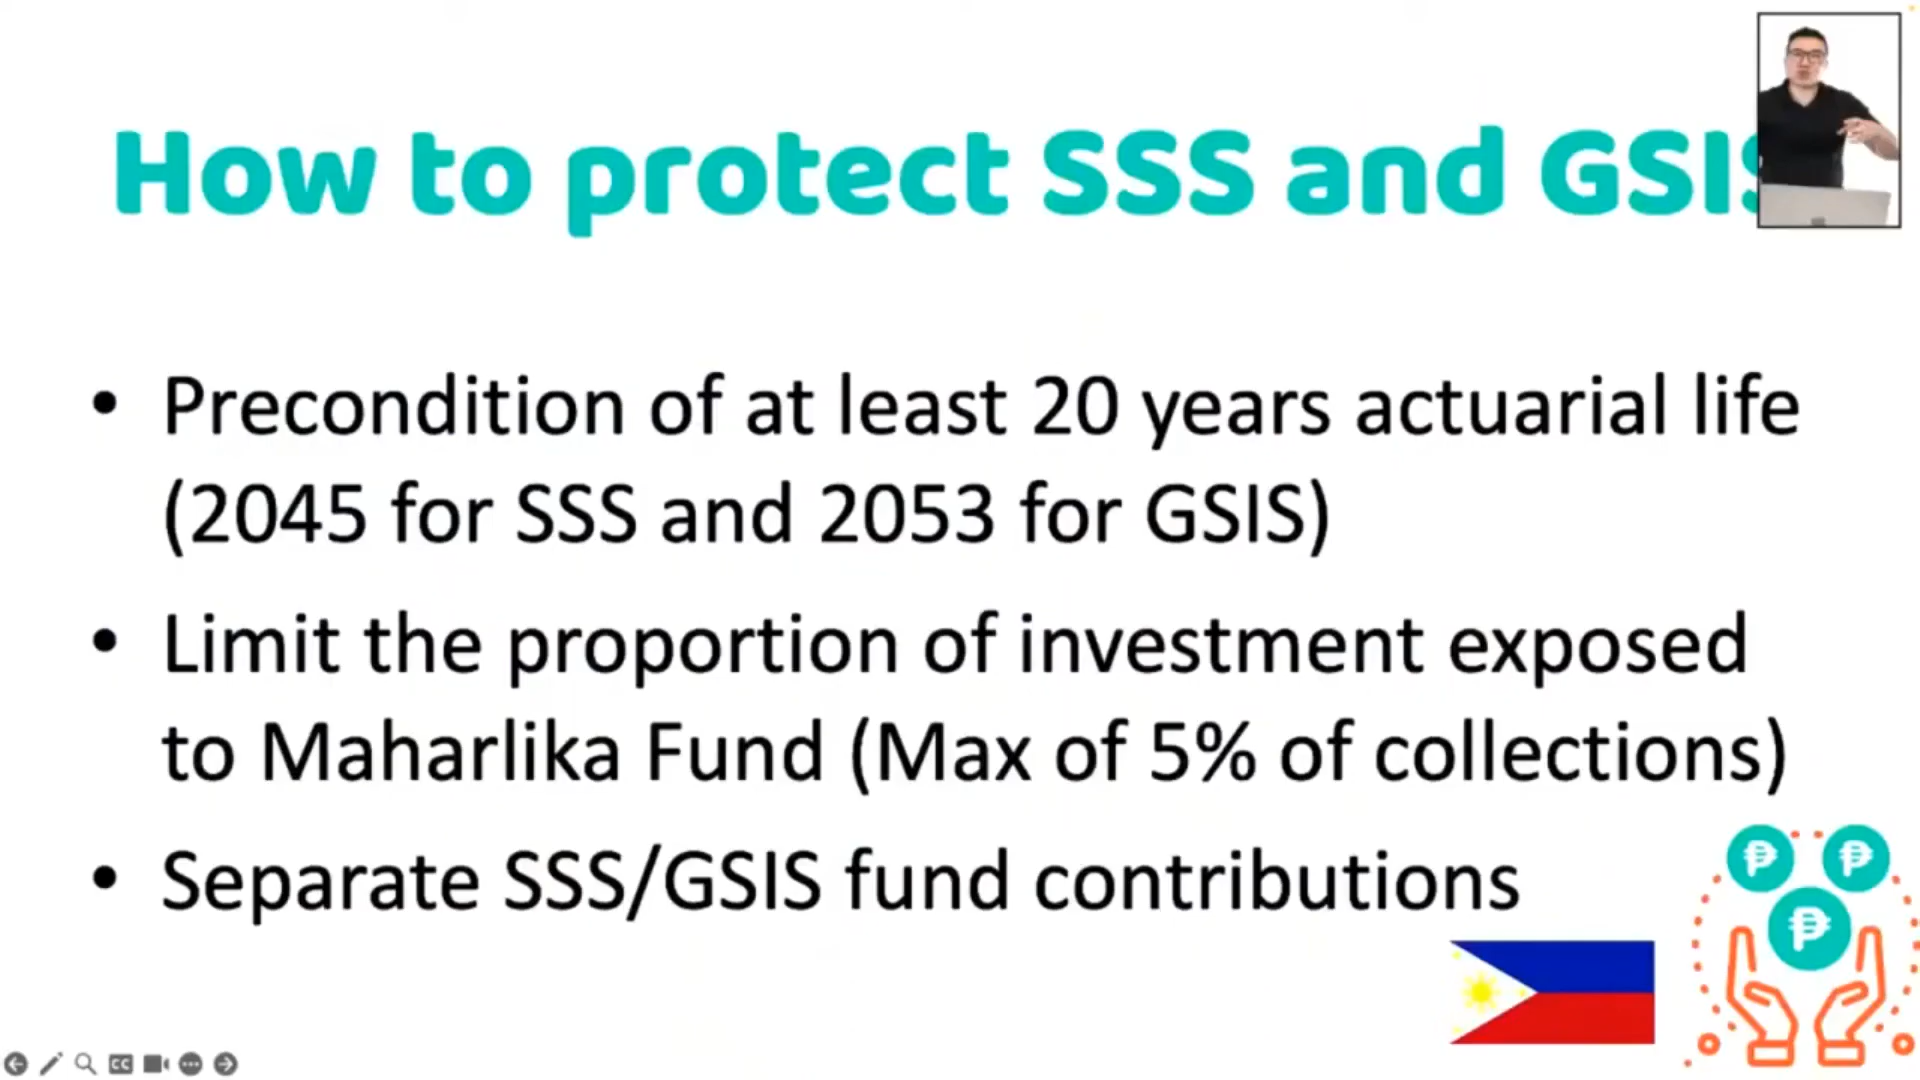 How to protect SSS and GSIS
• Precondition of at least 20 years actuarial life
(2045 for SSS and 2053 for GSIS)
• Limit the proportion of investment exposed
to Maharlika Fund (Max of 5% of collections)
• Separate SSS/GSIS fund contributions
₱ ₱
₱
CC